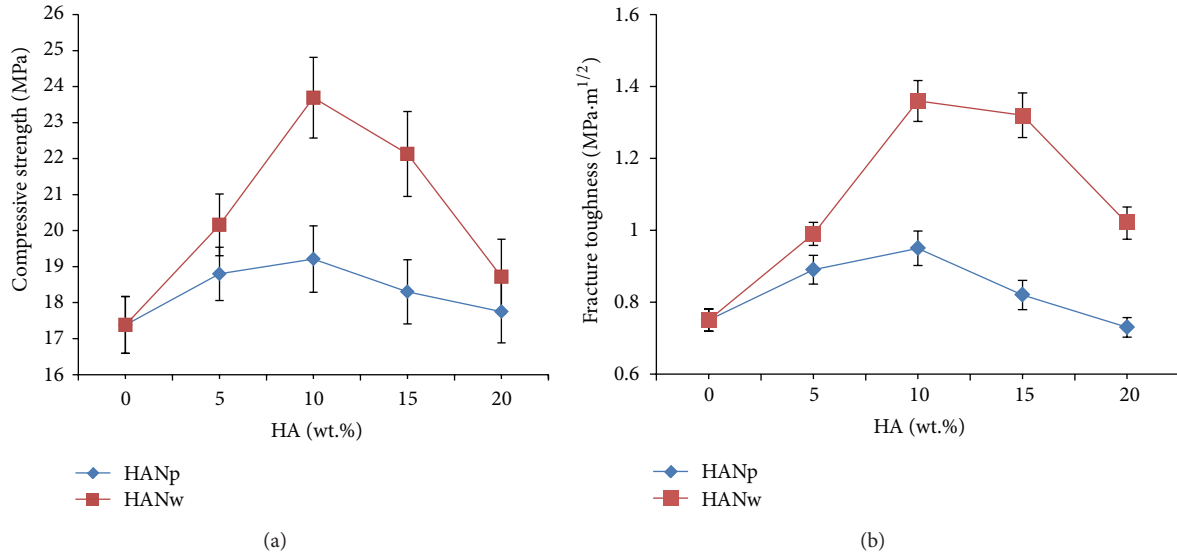 Compressive strength (MPa)
26
25
24
23
22
21
20
19
18
17
16
0 5 10 15 20
HA (wt.%)
HANp
HANw
(a)
Fracture toughness (MPa·m^{1/2})
1.6
1.4
1.2
1
0.8
0.6
0 5 10 15 20
HA (wt.%)
HANp
HANw
(b)